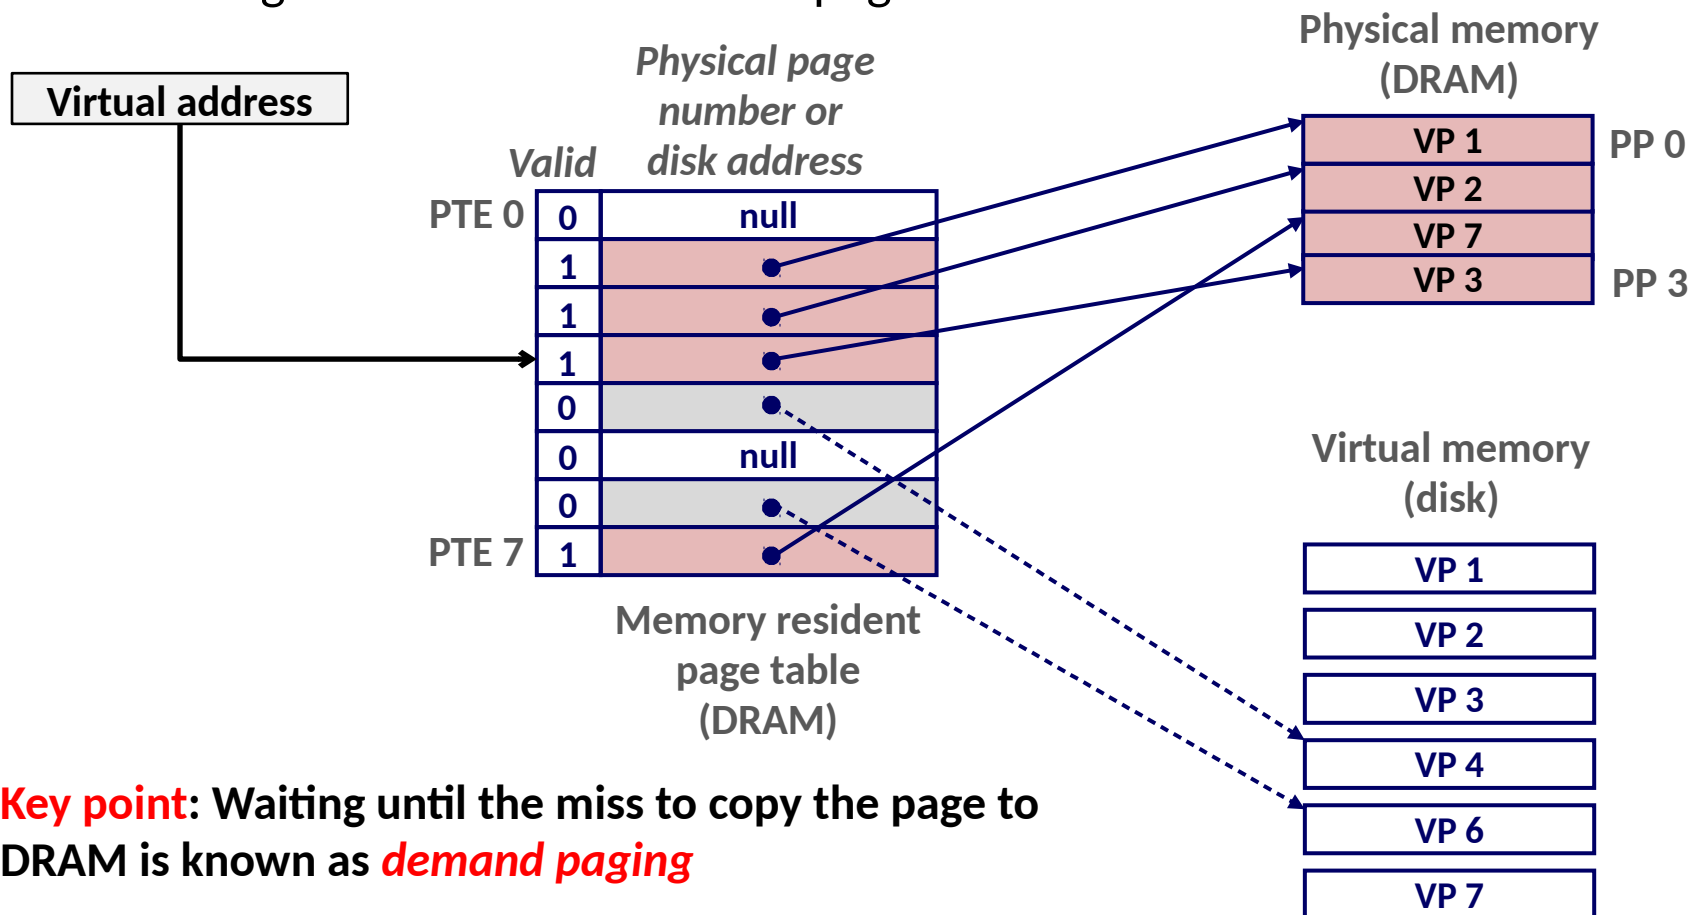 Virtual address
Physical page
number or
disk address
Valid
PTE 0
0
null
1
1
1
0
0
null
0
PTE 7
1
Memory resident
page table
(DRAM)
Physical memory
(DRAM)
VP 1
PP 0
VP 2
VP 7
VP 3
PP 3
Virtual memory
(disk)
VP 1
VP 2
VP 3
VP 4
VP 6
VP 7
Key point: Waiting until the miss to copy the page to
DRAM is known as demand paging